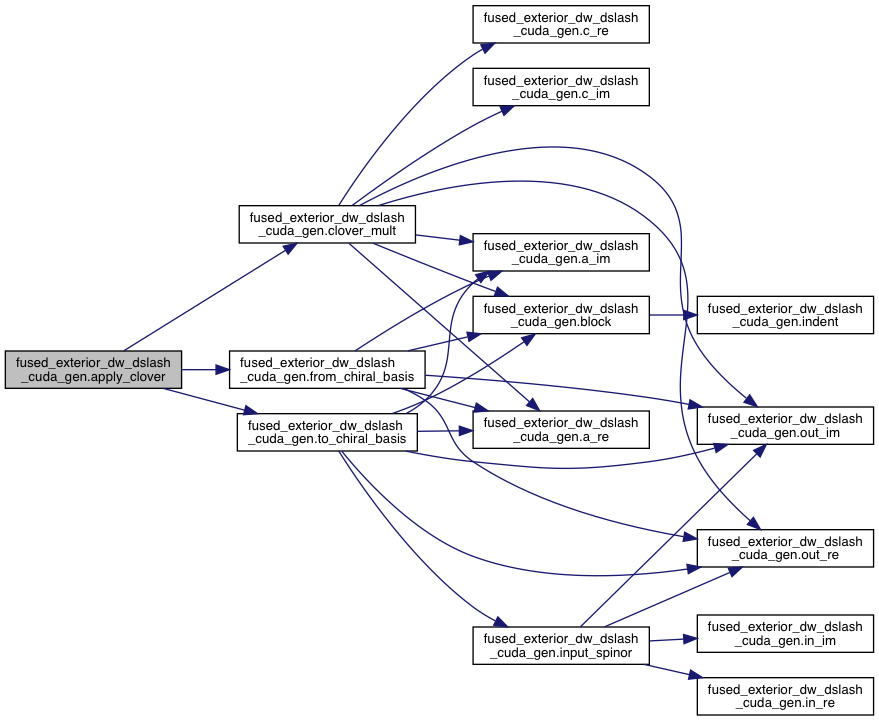 fused_exterior_dw_dslash
_cuda_gen.c_re
fused_exterior_dw_dslash
_cuda_gen.c_im
fused_exterior_dw_dslash
_cuda_gen.clover_mult
fused_exterior_dw_dslash
_cuda_gen.a_im
fused_exterior_dw_dslash
_cuda_gen.block
fused_exterior_dw_dslash
_cuda_gen.indent
fused_exterior_dw_dslash
_cuda_gen.apply_clover
fused_exterior_dw_dslash
_cuda_gen.from_chiral_basis
fused_exterior_dw_dslash
_cuda_gen.to_chiral_basis
fused_exterior_dw_dslash
_cuda_gen.a_re
fused_exterior_dw_dslash
_cuda_gen.out_im
fused_exterior_dw_dslash
_cuda_gen.out_re
fused_exterior_dw_dslash
_cuda_gen.input_spinor
fused_exterior_dw_dslash
_cuda_gen.in_im
fused_exterior_dw_dslash
_cuda_gen.in_re